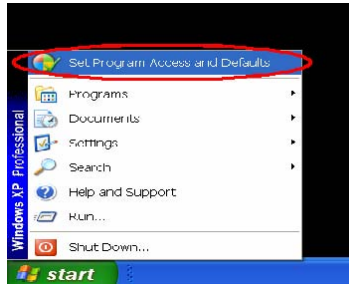 Set Program Access and Defaults
Programs
Documents
Settings
Search
Help and Support
Run...
Shut Down...
Windows XP Professional
start